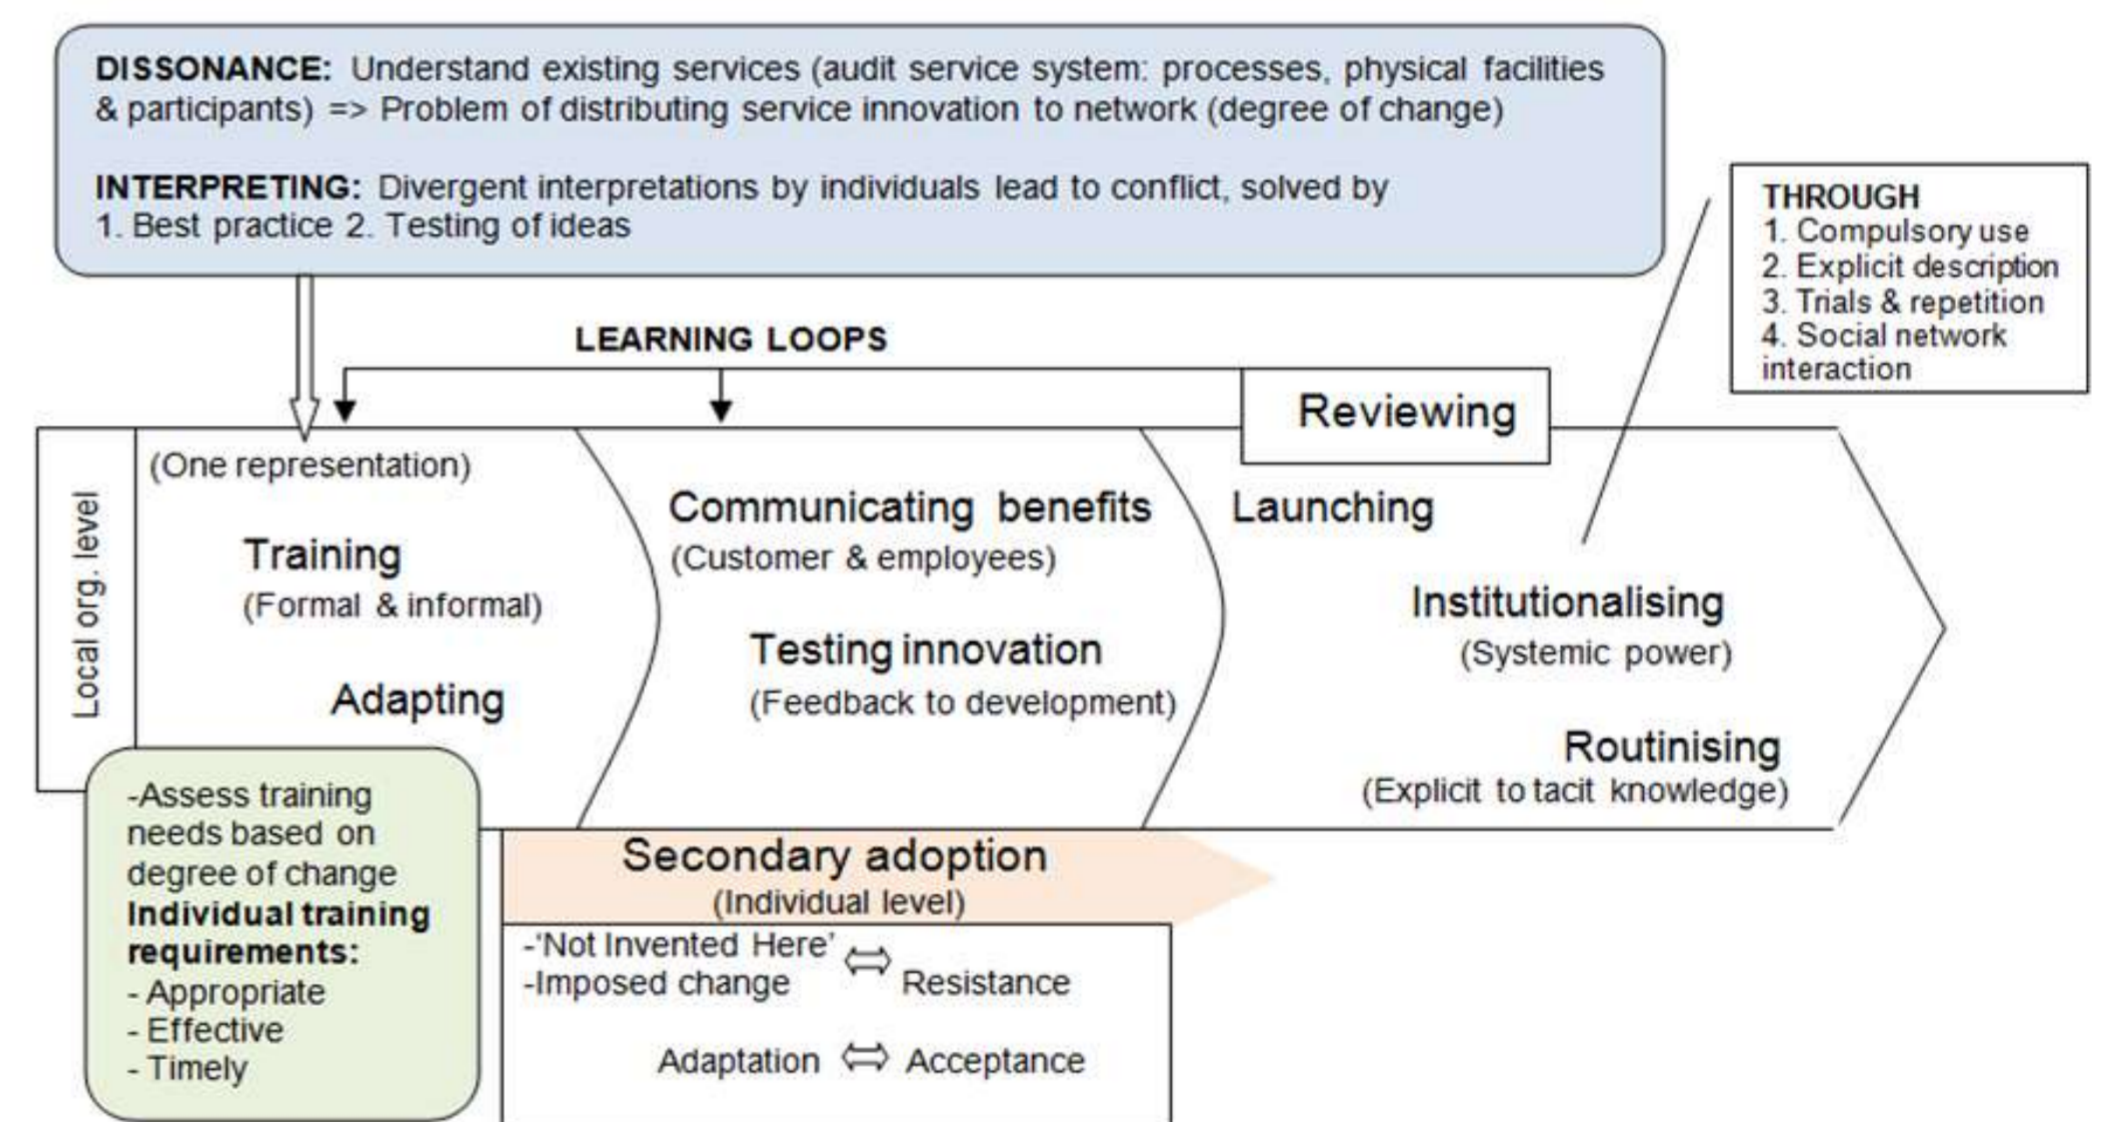 DISSONANCE: Understand existing services (audit service system: processes, physical facilities
& participants) => Problem of distributing service innovation to network (degree of change)
INTERPRETING: Divergent interpretations by individuals lead to conflict, solved by
1. Best practice 2. Testing of ideas
THROUGH
1. Compulsory use
2. Explicit description
3. Trials & repetition
4. Social network
interaction
LEARNING LOOPS
Reviewing
Local org. level
(One representation)
Training
(Formal & informal)
Adapting
Communicating benefits
(Customer & employees)
Testing innovation
(Feedback to development)
Launching
Institutionalising
(Systemic power)
Routinising
(Explicit to tacit knowledge)
-Assess training
needs based on
degree of change
Individual training
requirements:
- Appropriate
- Effective
- Timely
Secondary adoption
(Individual level)
-‘Not Invented Here’
-Imposed change
Resistance
Adaptation
Acceptance